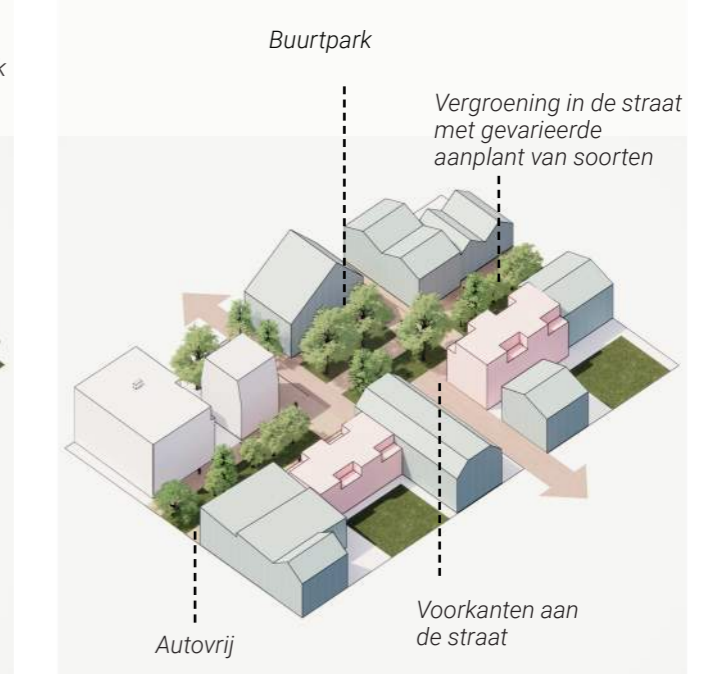 Buurtpark
Vergroening in de straat
met gevarieerde
aanplant van soorten
Voorkanten aan
de straat
Autovrij